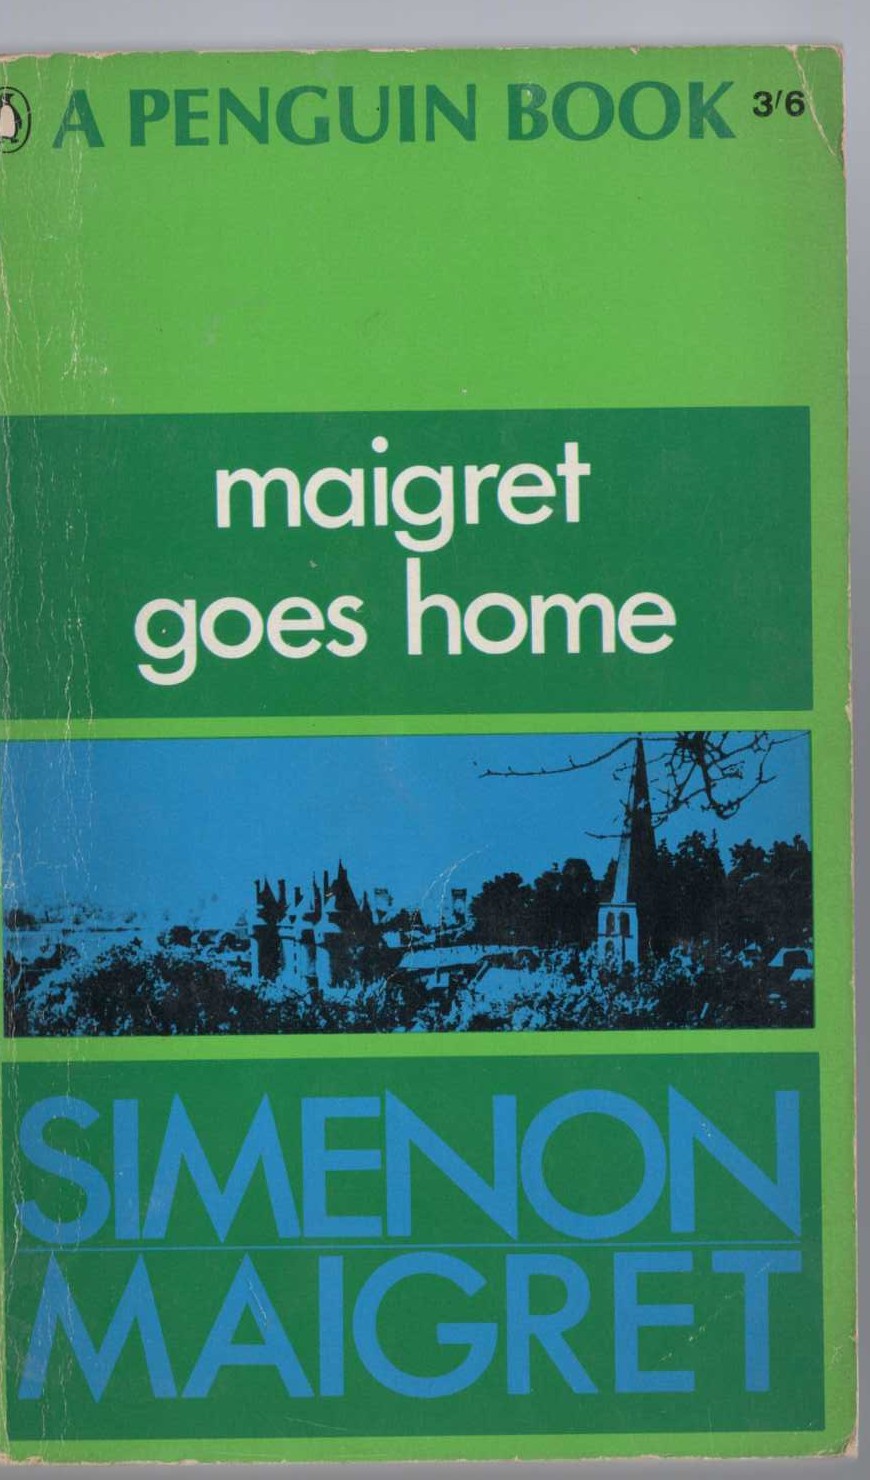 A PENGUIN BOOK 3/6
maigret
goes home
SIMENON
MAIGRET